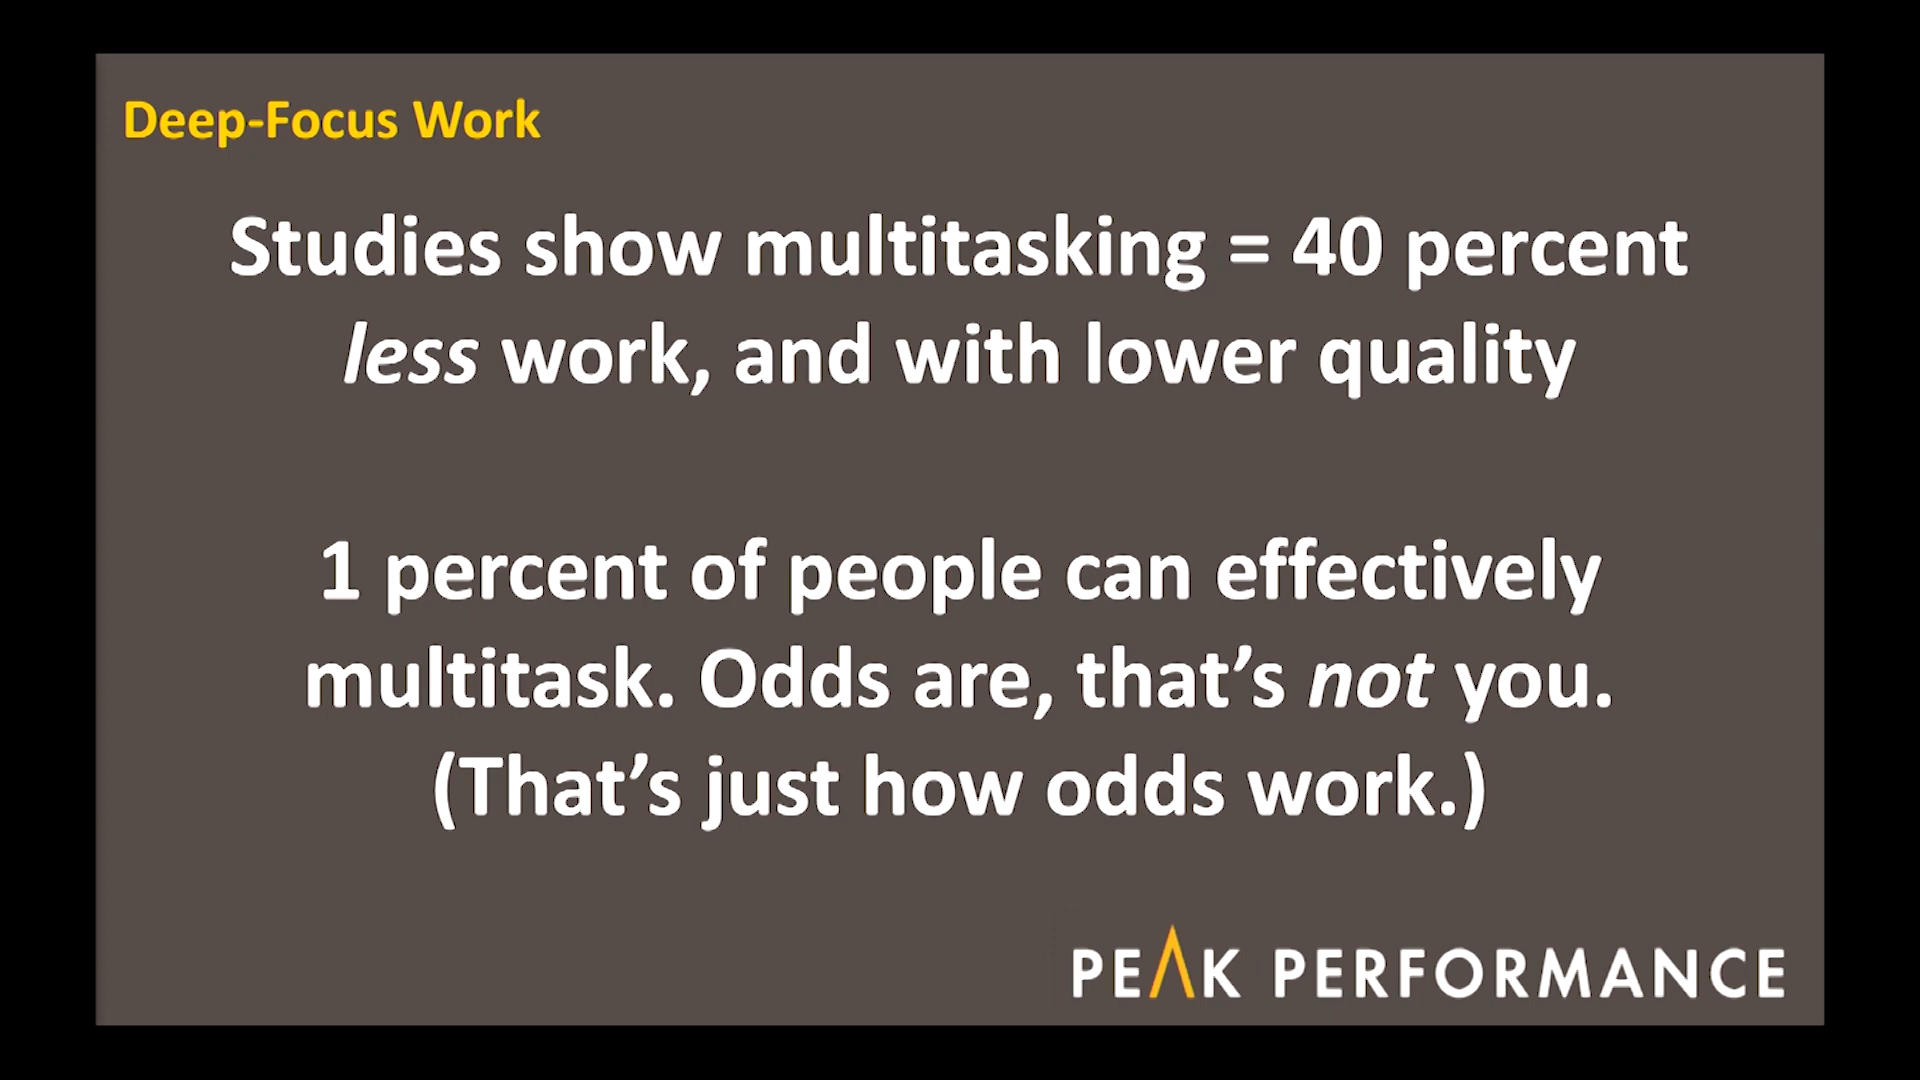 Deep-Focus Work
Studies show multitasking = 40 percent
less work, and with lower quality
1 percent of people can effectively
multitask. Odds are, that’s not you.
(That’s just how odds work.)
PEAK PERFORMANCE